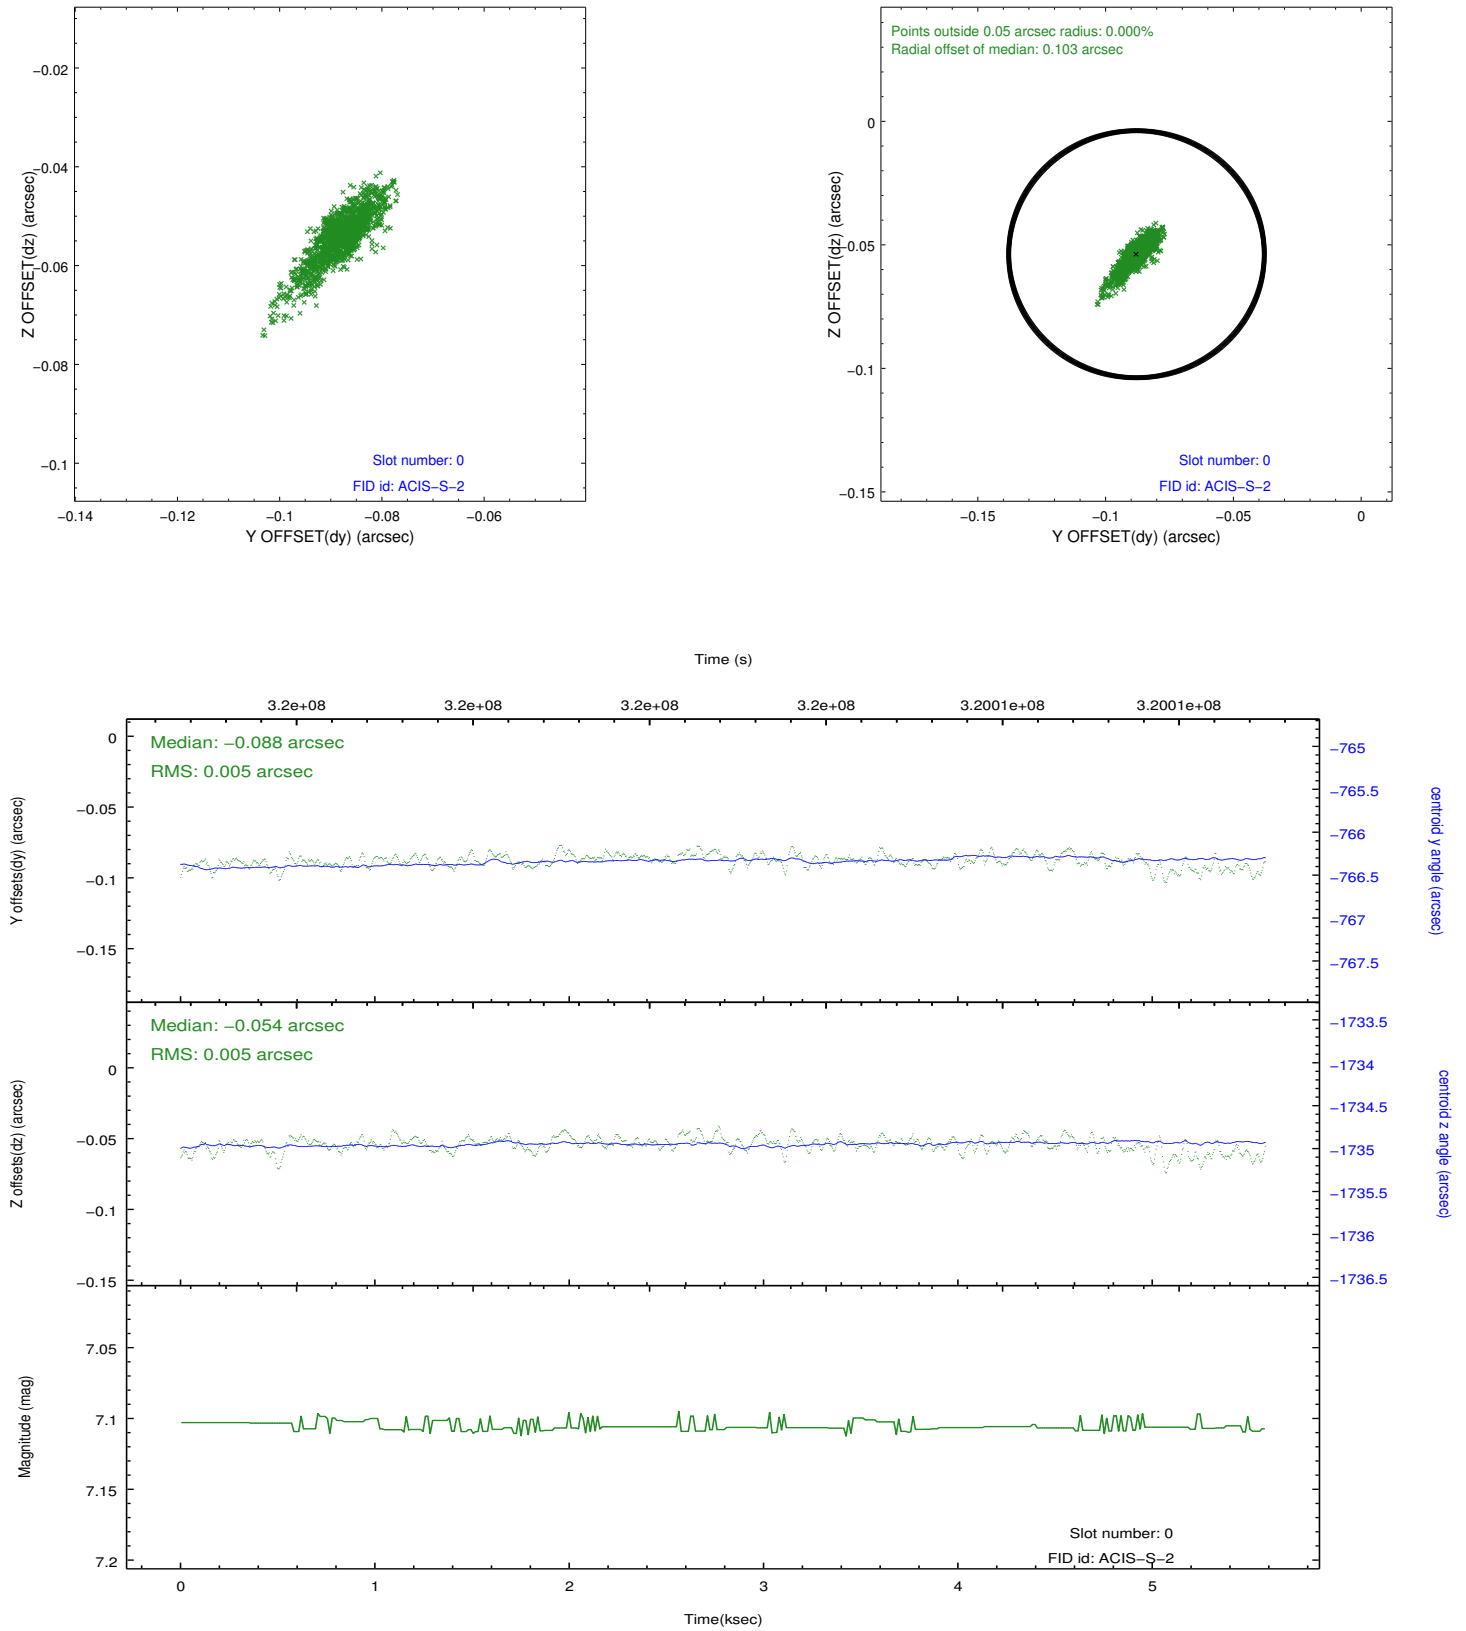 −0.02
−0.04
−0.06
−0.08
−0.1
−0.14
−0.12
−0.1
−0.08
−0.06
Z OFFSET(dz) (arcsec)
Y OFFSET(dy) (arcsec)
Slot number: 0
FID id: ACIS−S−2
Points outside 0.05 arcsec radius: 0.000%
Radial offset of median: 0.103 arcsec
0
−0.05
−0.1
−0.15
−0.15
−0.1
−0.05
0
Z OFFSET(dz) (arcsec)
Y OFFSET(dy) (arcsec)
Slot number: 0
FID id: ACIS−S−2
Time (s)
3.2e+08
3.2e+08
3.2e+08
3.2e+08
3.2001e+08
3.2001e+08
Median: −0.088 arcsec
RMS: 0.005 arcsec
0
−0.05
−0.1
−0.15
Y offsets(dy) (arcsec)
−765
−765.5
−766
−766.5
−767
−767.5
centroid y angle (arcsec)
Median: −0.054 arcsec
RMS: 0.005 arcsec
0
−0.05
−0.1
−0.15
Z offsets(dz) (arcsec)
−1733.5
−1734
−1734.5
−1735
−1735.5
−1736
−1736.5
centroid z angle (arcsec)
7.05
7.1
7.15
7.2
Magnitude (mag)
Slot number: 0
FID id: ACIS−S−2
0
1
2
3
4
5
Time(ksec)